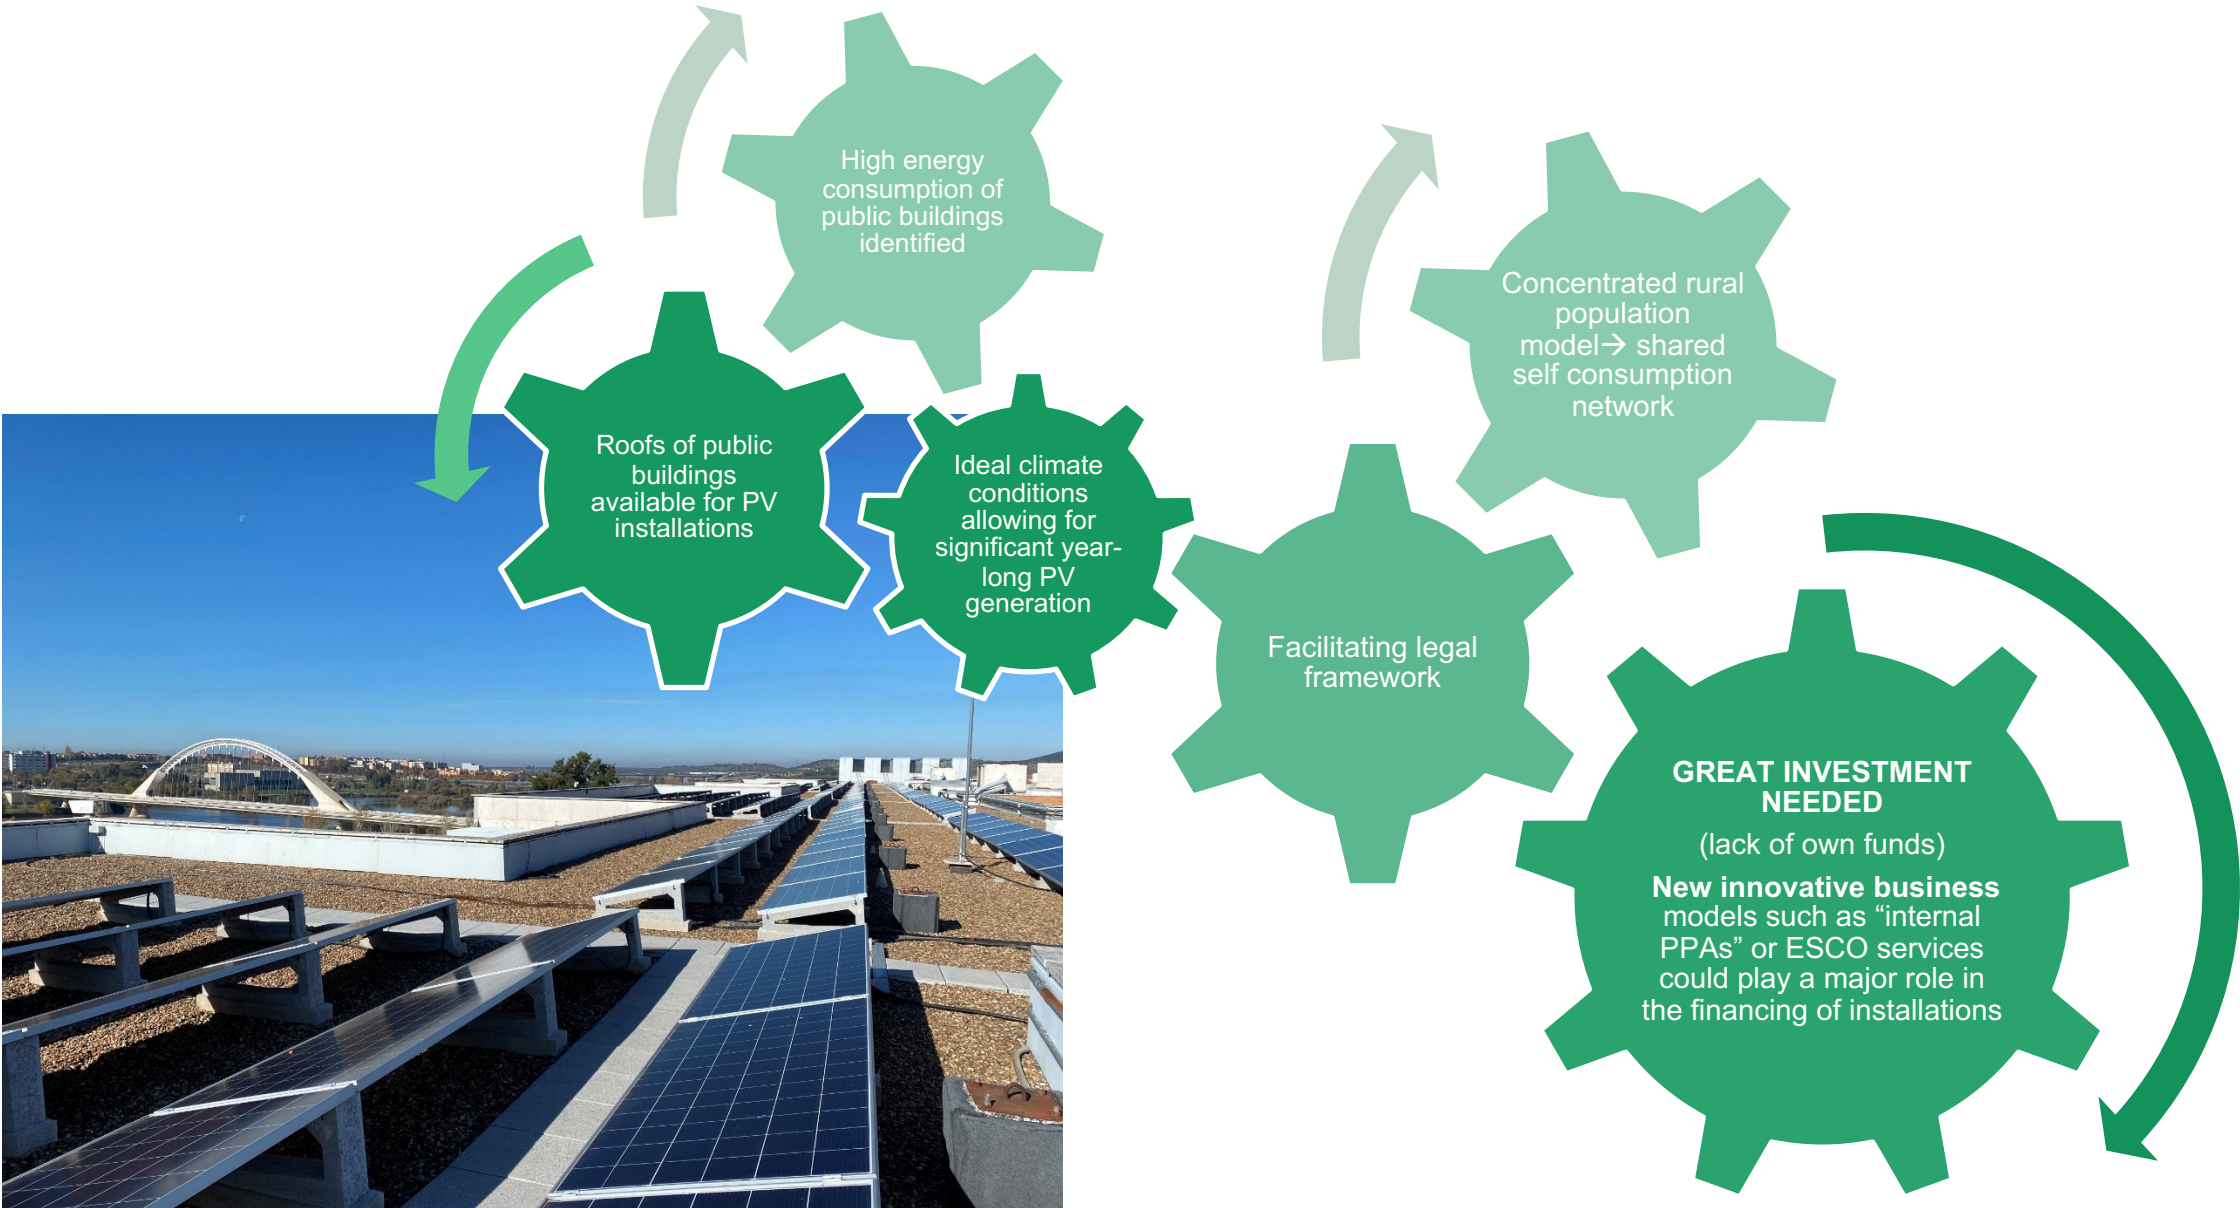 High energy
consumption of
public buildings
identified
Roofs of public
buildings
available for PV
installations
Ideal climate
conditions
allowing for
significant year-
long PV
generation
Concentrated rural
population
model→ shared
self consumption
network
Facilitating legal
framework
GREAT INVESTMENT
NEEDED
(lack of own funds)
New innovative business
models such as “internal
PPAs” or ESCO services
could play a major role in
the financing of installations